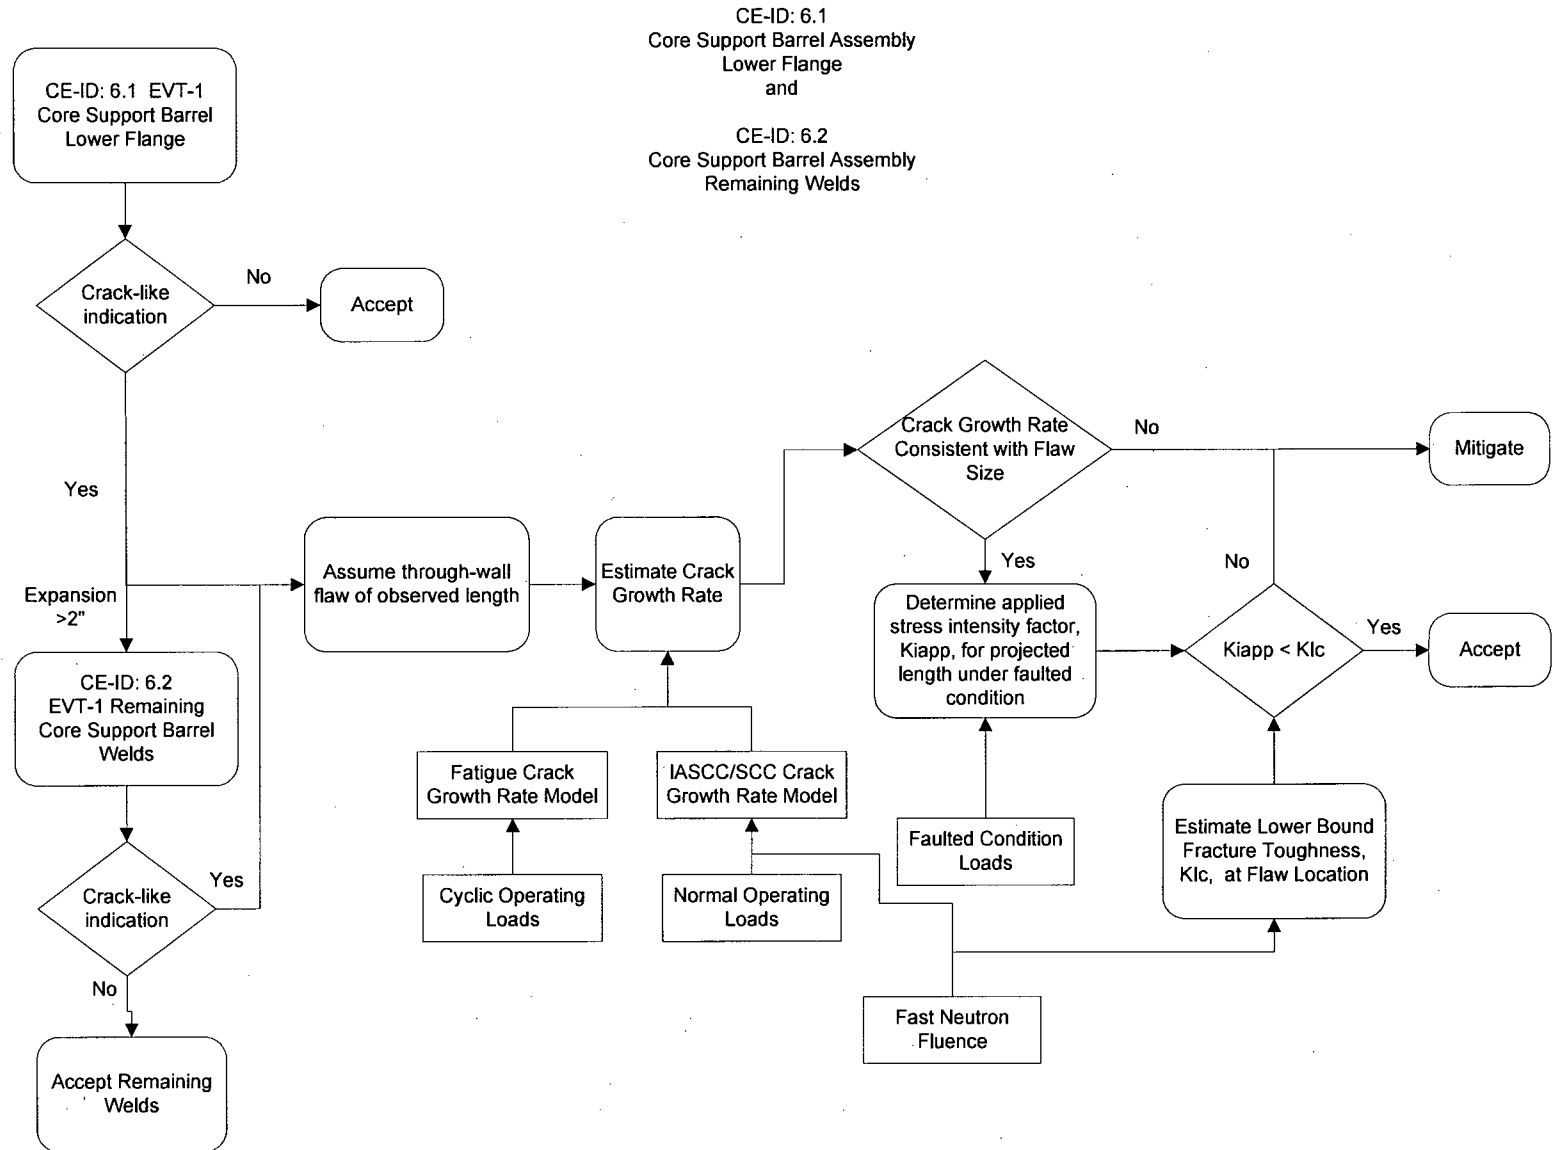 CE-ID: 6.1
Core Support Barrel Assembly
Lower Flange
and
CE-ID: 6.2
Core Support Barrel Assembly
Remaining Welds
CE-ID: 6.1 EVT-1
Core Support Barrel
Lower Flange
Crack-like
indication
No
Accept
Yes
Expansion
>2"
CE-ID: 6.2
EVT-1 Remaining
Core Support Barrel
Welds
Crack-like
indication
Yes
No
Accept Remaining
Welds
Assume through-wall
flaw of observed length
Estimate Crack
Growth Rate
Fatigue Crack
Growth Rate Model
IASCC/SCC Crack
Growth Rate Model
Cyclic Operating
Loads
Normal Operating
Loads
Crack Growth Rate
Consistent with Flaw
Size
No
Mitigate
Yes
Determine applied
stress intensity factor,
Kiapp, for projected
length under faulted
condition
No
Kiapp < KIc
Yes
Accept
Faulted Condition
Loads
Estimate Lower Bound
Fracture Toughness,
KIc, at Flaw Location
Fast Neutron
Fluence